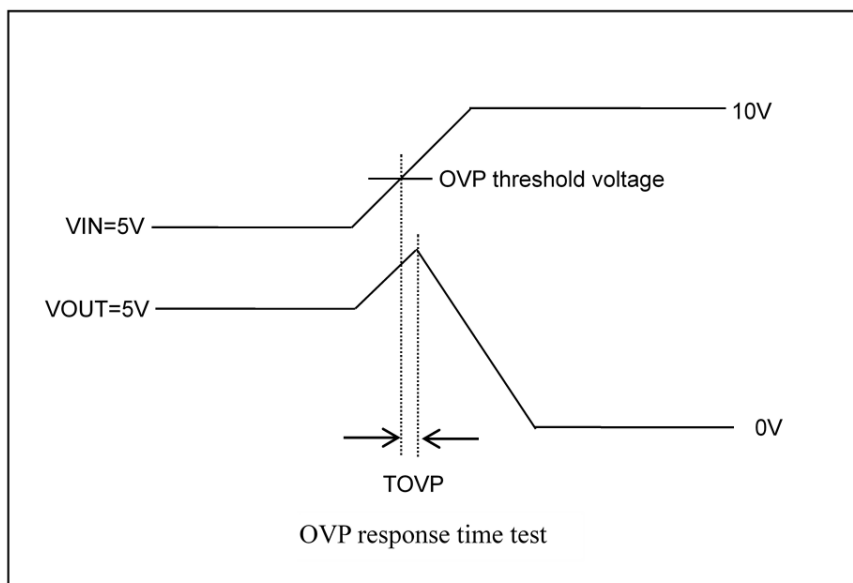 10V
OVP threshold voltage
VIN=5V
VOUT=5V
0V
TOVP
OVP response time test